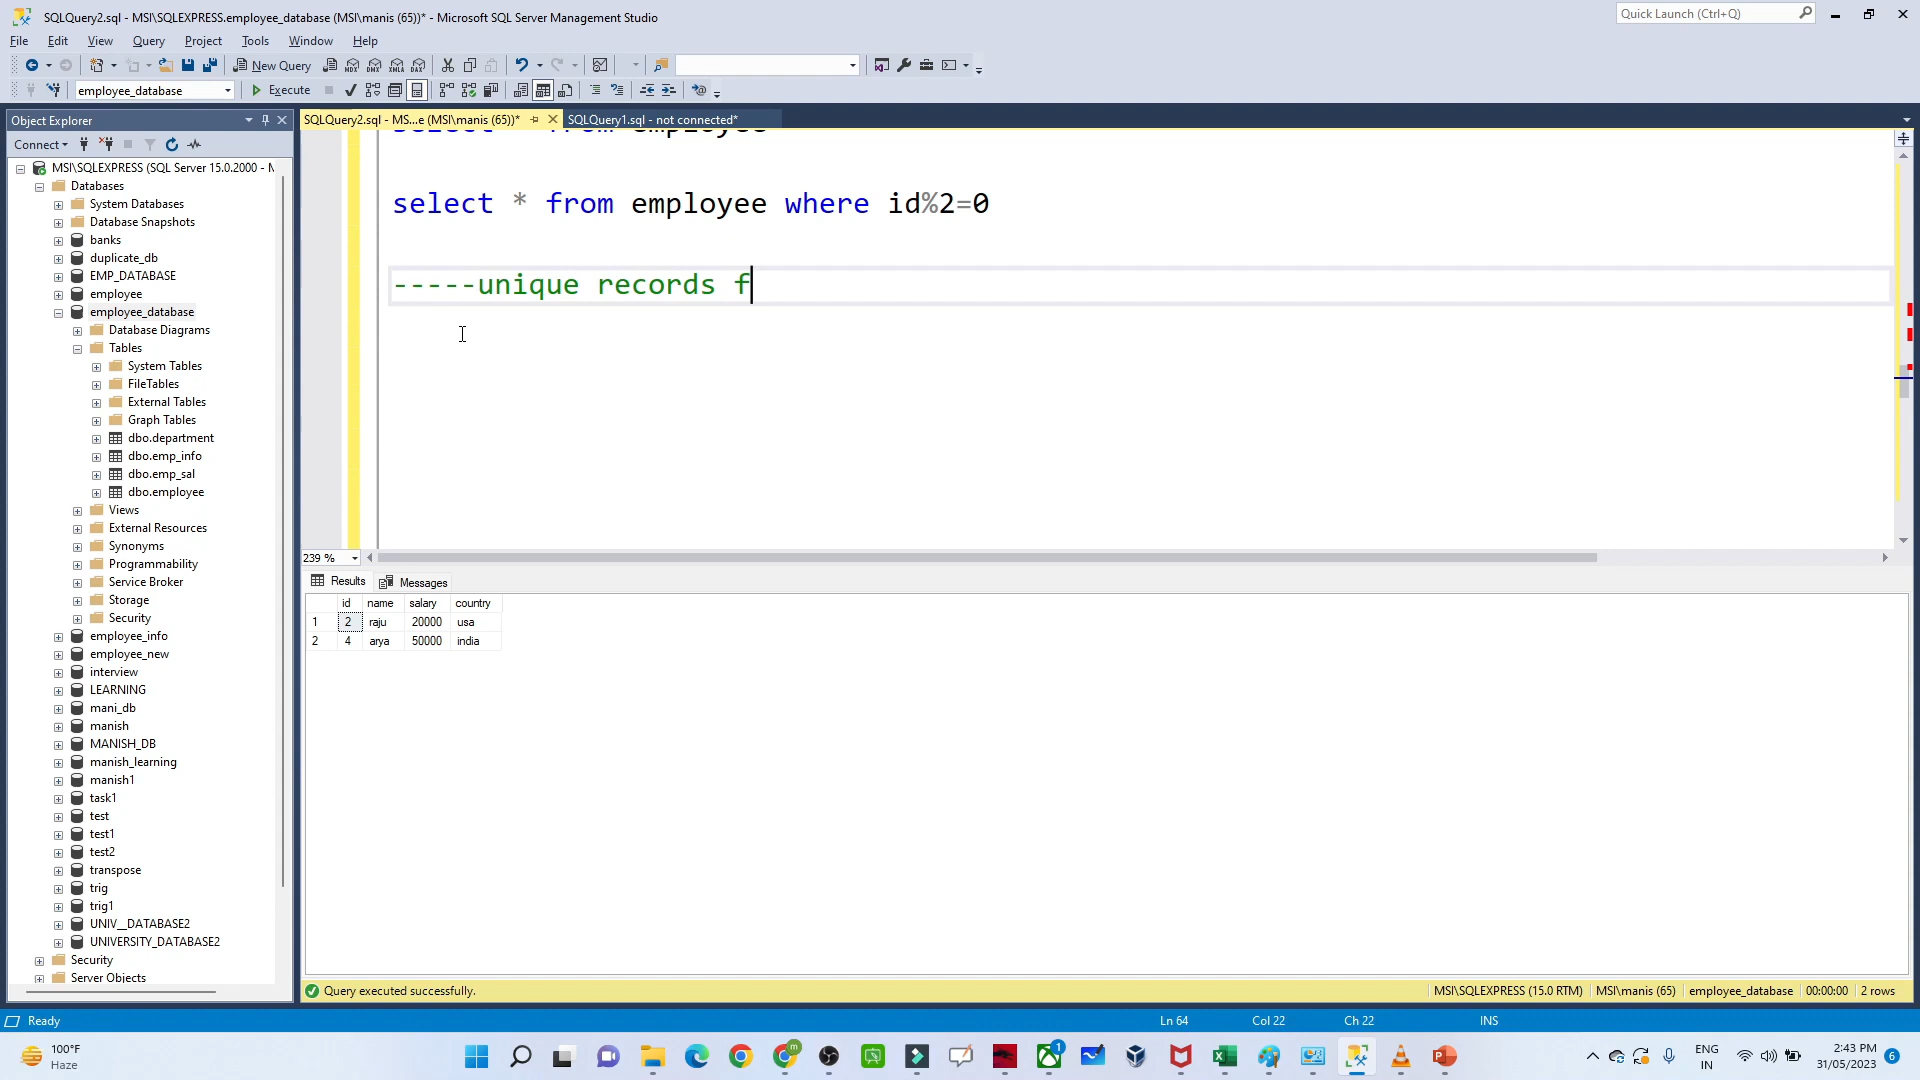 SQLQuery2.sql - MSI\SQLEXPRESS.employee_database (MSI\manis (65))* - Microsoft SQL Server Management Studio
Quick Launch (Ctrl+Q)
File Edit View Query Project Tools Window Help
New Query
employee_database
Execute
Object Explorer
SQLQuery2.sql - MS...e (MSI\manis (65))*
SQLQuery1.sql - not connected*
Connect
MSI\SQLEXPRESS (SQL Server 15.0.2000 - M
Databases
System Databases
Database Snapshots
banks
duplicate_db
EMP_DATABASE
employee
employee_database
Database Diagrams
Tables
System Tables
FileTables
External Tables
Graph Tables
dbo.department
dbo.emp_info
dbo.emp_sal
dbo.employee
Views
External Resources
Synonyms
Programmability
Service Broker
Storage
Security
employee_info
employee_new
interview
LEARNING
mani_db
manish
MANISH_DB
manish_learning
manish1
task1
test
test1
test2
transpose
trig
trig1
UNIV__DATABASE2
UNIVERSITY_DATABASE2
Security
Server Objects
select * from employee
select * from employee where id%2=0
-----unique records f
239 %
Results Messages
id name salary country
1 2 raju 20000 usa
2 4 arya 50000 india
Query executed successfully.
MSI\SQLEXPRESS (15.0 RTM) MSI\manis (65) employee_database 00:00:00 2 rows
Ready
Ln 64 Col 22 Ch 22 INS
100°F
Haze
m
1
ENG
IN
2:43 PM
31/05/2023
6